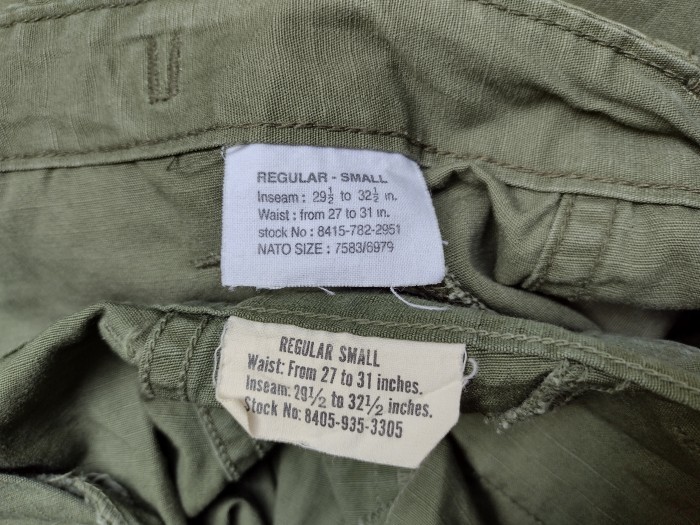 REGULAR - SMALL
Inseam : 29½ to 32½ in.
Waist : from 27 to 31 in.
stock No : 8415-782-2951
NATO SIZE : 7583/6979
REGULAR SMALL
Waist: From 27 to 31 inches.
Inseam: 29½ to 32½ inches.
Stock No: 8405-935-3305